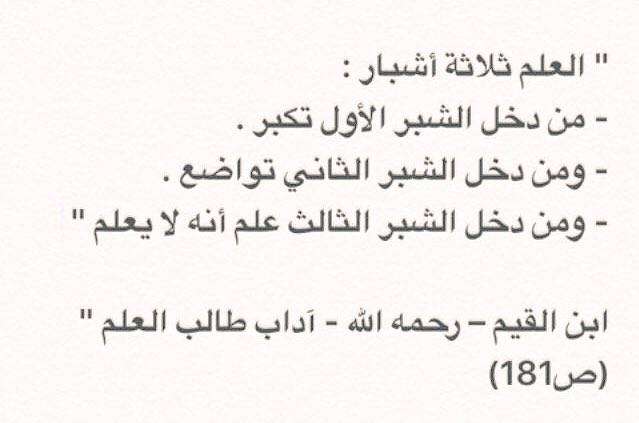 " العلم ثلاثة أشبار :
- من دخل الشبر الأول تكبر .
- ومن دخل الشبر الثاني تواضع .
- ومن دخل الشبر الثالث علم أنه لا يعلم "
ابن القيم – رحمه الله - آداب طالب العلم "
(ص181)